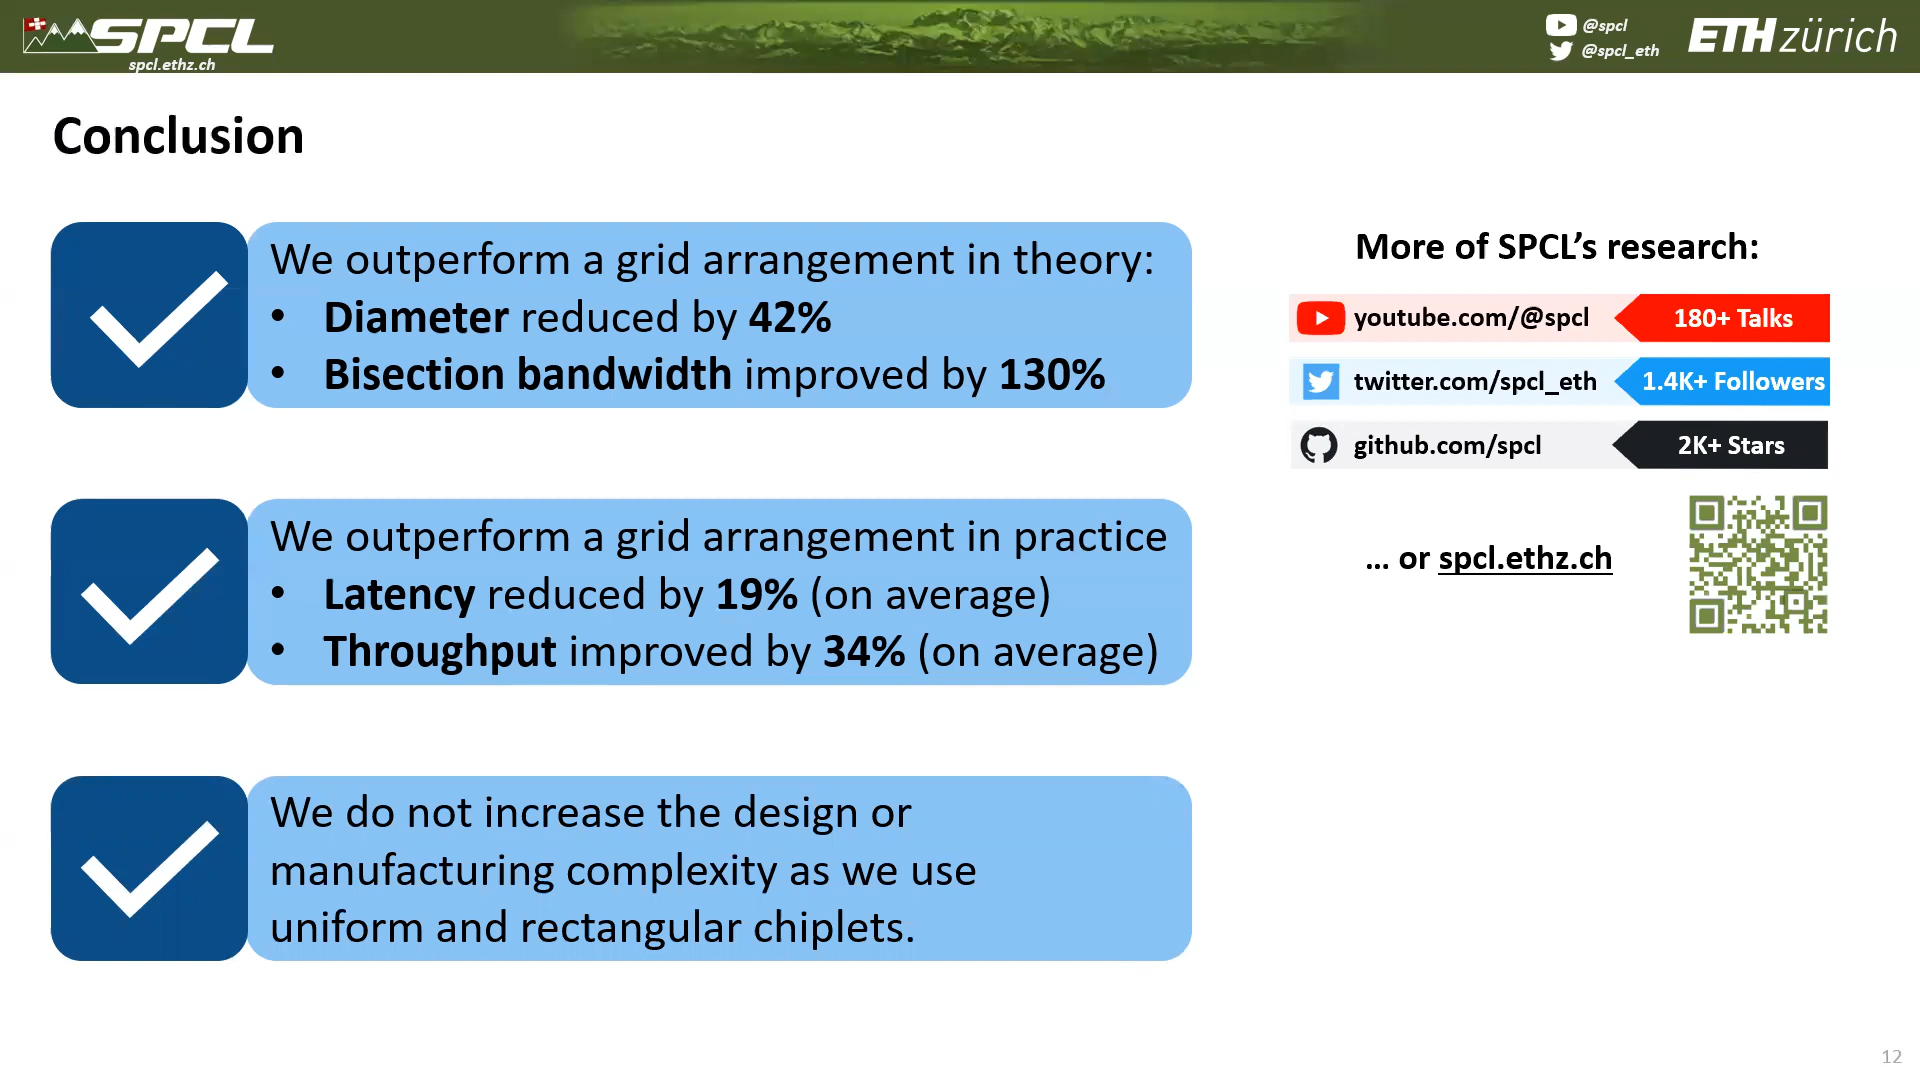 SPCL
spcl.ethz.ch
@spcl
@spcl_eth
ETH zürich
Conclusion
We outperform a grid arrangement in theory:
• Diameter reduced by 42%
• Bisection bandwidth improved by 130%
We outperform a grid arrangement in practice
• Latency reduced by 19% (on average)
• Throughput improved by 34% (on average)
We do not increase the design or
manufacturing complexity as we use
uniform and rectangular chiplets.
More of SPCL’s research:
youtube.com/@spcl 180+ Talks
twitter.com/spcl_eth 1.4K+ Followers
github.com/spcl 2K+ Stars
... or spcl.ethz.ch
12